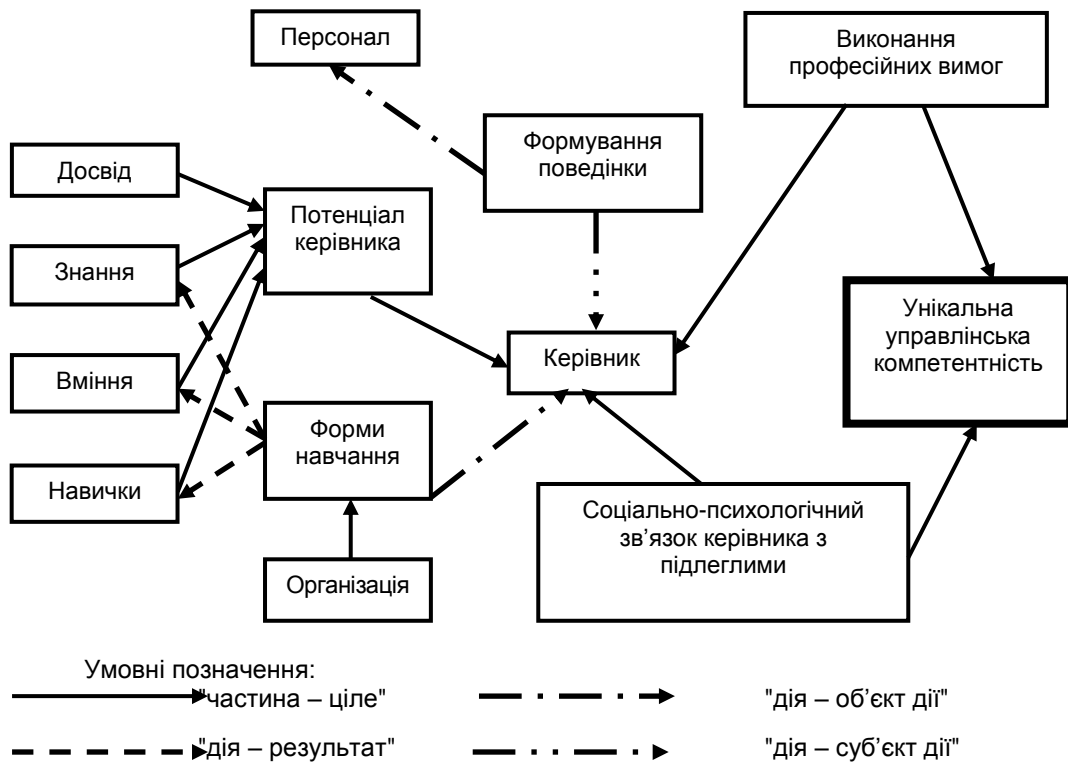 Персонал
Виконання
професійних вимог
Формування
поведінки
Досвід
Потенціал
керівника
Знання
Унікальна
управлінська
компетентність
Керівник
Вміння
Форми
навчання
Навички
Соціально-психологічний
зв'язок керівника з
підлеглими
Організація
Умовні позначення:
"частина – ціле"
"дія – об'єкт дії"
"дія – результат"
"дія – суб'єкт дії"